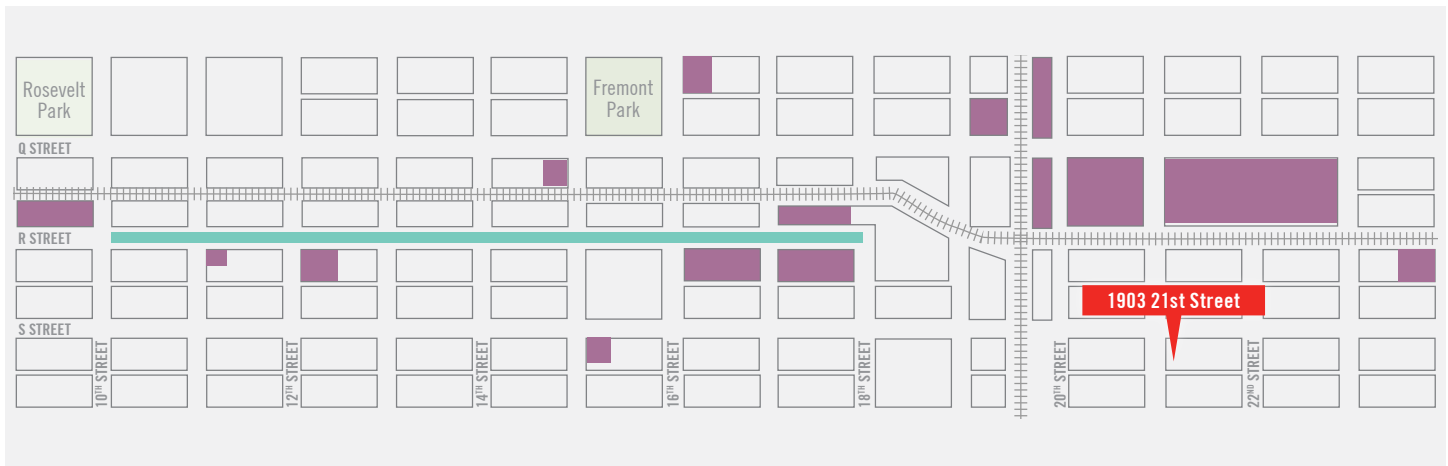 Rosevelt
Park
Fremont
Park
Q STREET
R STREET
1903 21st Street
S STREET
10TH STREET
12TH STREET
14TH STREET
16TH STREET
18TH STREET
20TH STREET
22ND STREET